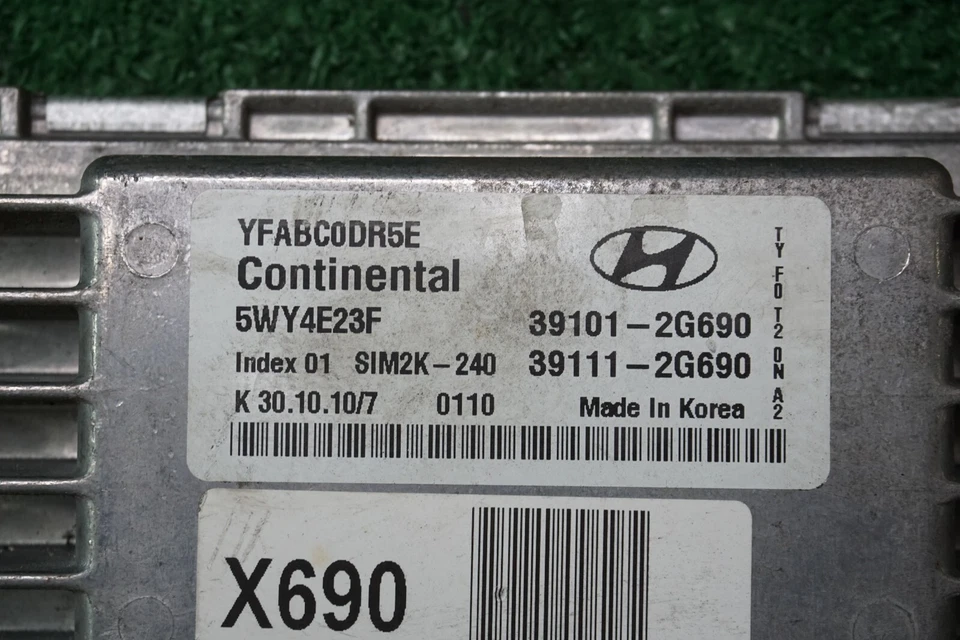 YFABC0DR5E
Continental
5WY4E23F 39101-2G690
Index 01 SIM2K-240 39111-2G690
K 30.10.10/7 0110 Made In Korea
TY F0 T2 0N A2
X690